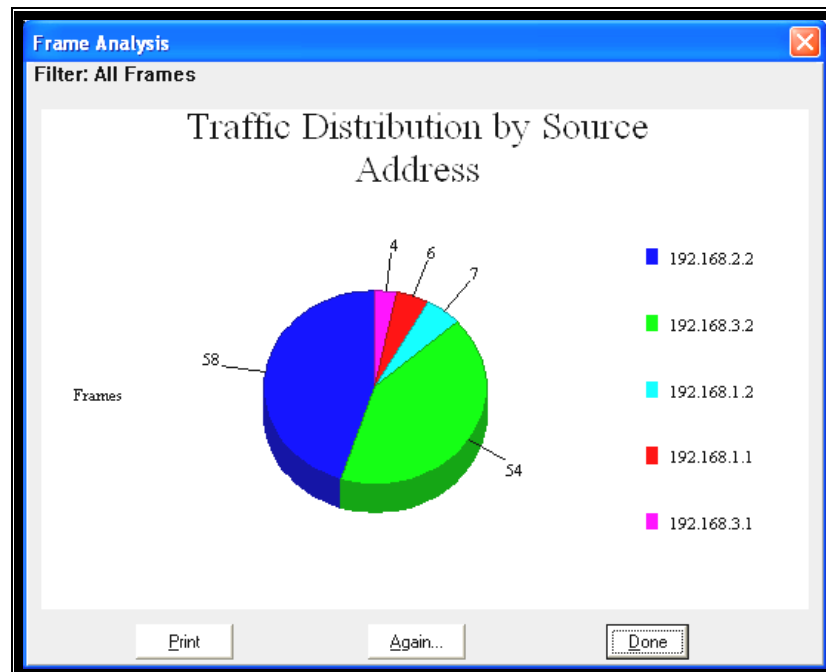 Frame Analysis
Filter: All Frames
Traffic Distribution by Source
Address
4
6
7
58
54
Frames
192.168.2.2
192.168.3.2
192.168.1.2
192.168.1.1
192.168.3.1
Print
Again...
Done